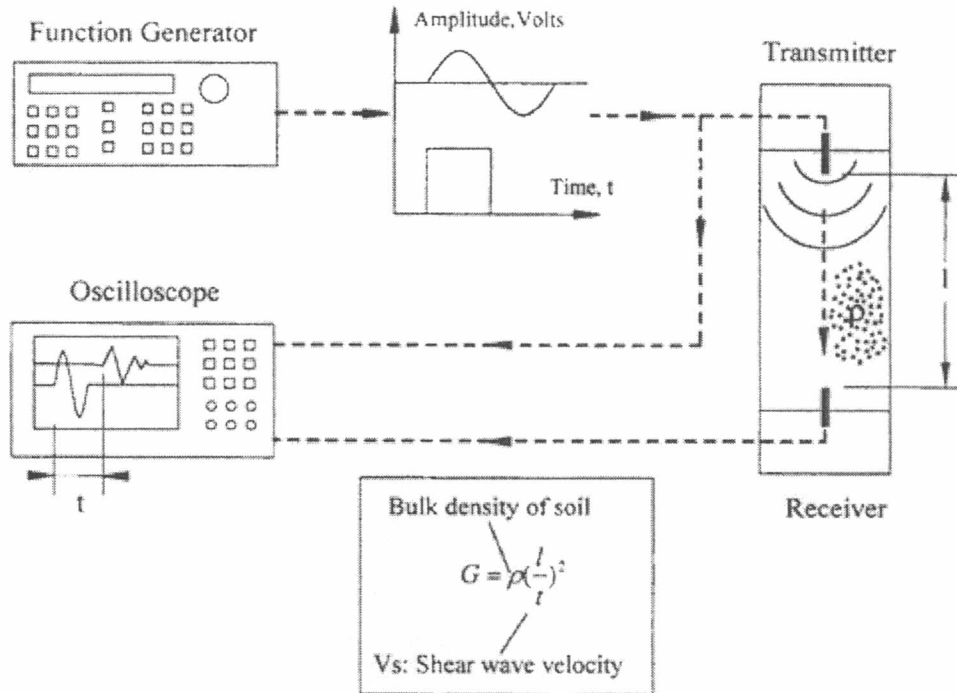 Function Generator
Amplitude,Volts
Time, t
Transmitter
l
ρ
Oscilloscope
t
Receiver
Bulk density of soil
G = ρ(l/t)²
Vs: Shear wave velocity